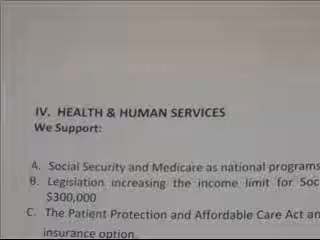 IV. HEALTH & HUMAN SERVICES
We Support:
A. Social Security and Medicare as national programs
B. Legislation increasing the income limit for Soc
$300,000
C. The Patient Protection and Affordable Care Act an
insurance option.